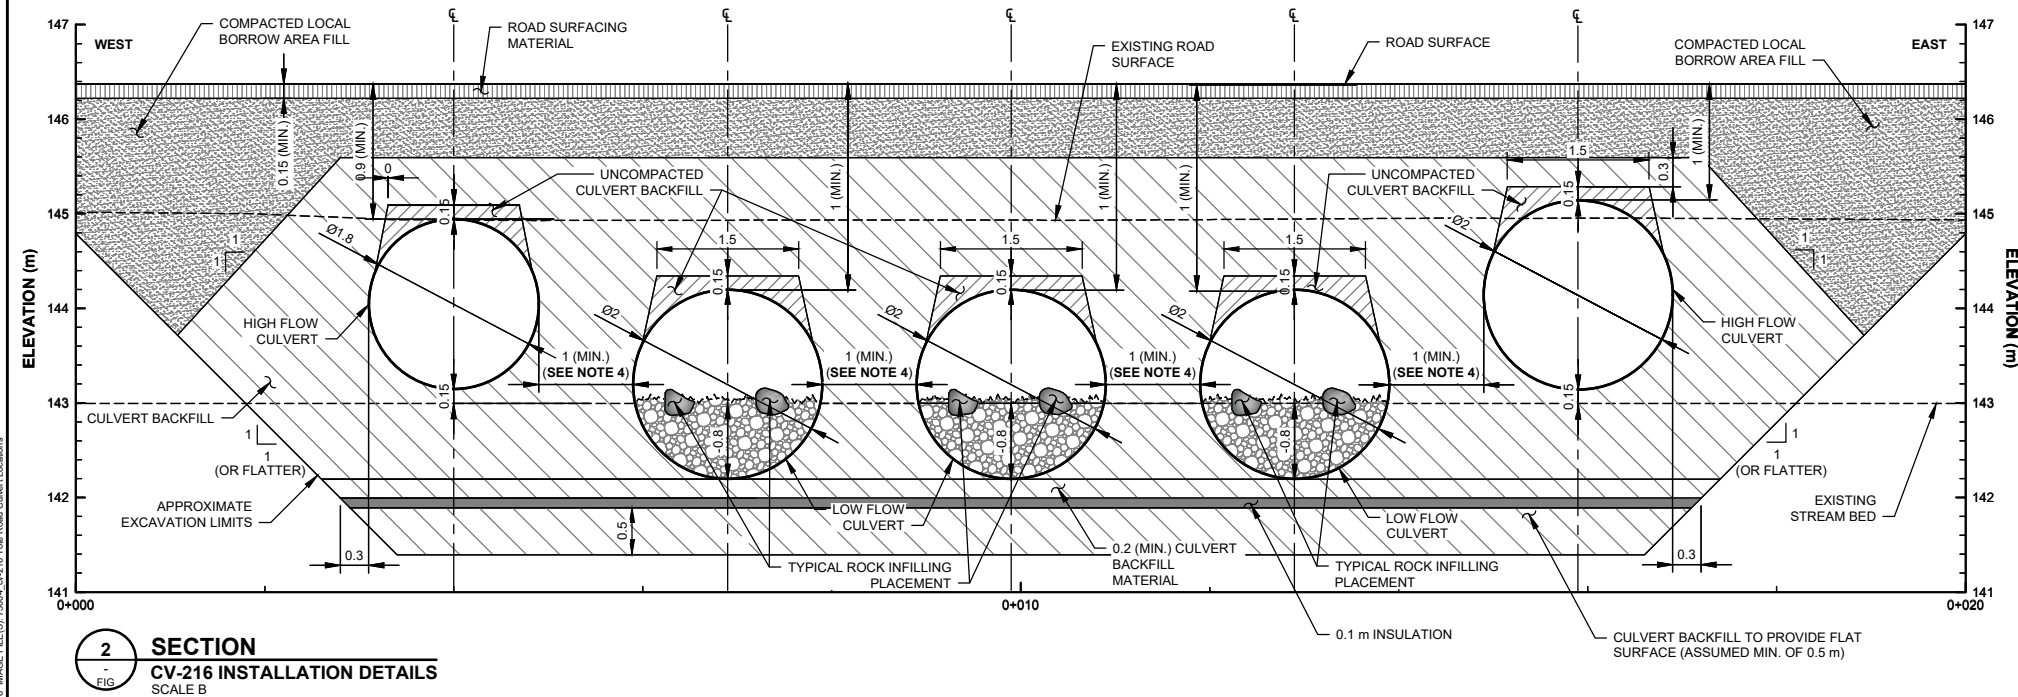 147
146
145
144
143
142
141
ELEVATION (m)
WEST
COMPACTED LOCAL
BORROW AREA FILL
ROAD SURFACING
MATERIAL
EXISTING ROAD
SURFACE
ROAD SURFACE
COMPACTED LOCAL
BORROW AREA FILL
EAST
147
146
145
144
143
142
141
ELEVATION (m)
0.15 (MIN.)
0.9 (MIN.)
0
0.15
Ø1.8
UNCOMPACTED
CULVERT BACKFILL
1 (MIN.)
1 (MIN.)
1 (MIN.)
UNCOMPACTED
CULVERT BACKFILL
1.5
0.15
0.3
1 (MIN.)
1
1
1.5
0.15
Ø2
1.5
0.15
Ø2
1.5
0.15
Ø2
Ø2
1
1
HIGH FLOW
CULVERT
HIGH FLOW
CULVERT
1 (MIN.)
(SEE NOTE 4)
1 (MIN.)
(SEE NOTE 4)
1 (MIN.)
(SEE NOTE 4)
1 (MIN.)
(SEE NOTE 4)
0.15
0.15
CULVERT BACKFILL
1
1
(OR FLATTER)
~0.8
~0.8
~0.8
1
1
(OR FLATTER)
APPROXIMATE
EXCAVATION LIMITS
LOW FLOW
CULVERT
LOW FLOW
CULVERT
EXISTING
STREAM BED
0.3
0.5
TYPICAL ROCK INFILLING
PLACEMENT
0.2 (MIN.) CULVERT
BACKFILL
MATERIAL
TYPICAL ROCK INFILLING
PLACEMENT
0.3
0+000
0+010
0+020
0.1 m INSULATION
CULVERT BACKFILL TO PROVIDE FLAT
SURFACE (ASSUMED MIN. OF 0.5 m)
2
-
FIG
SECTION
CV-216 INSTALLATION DETAILS
SCALE B